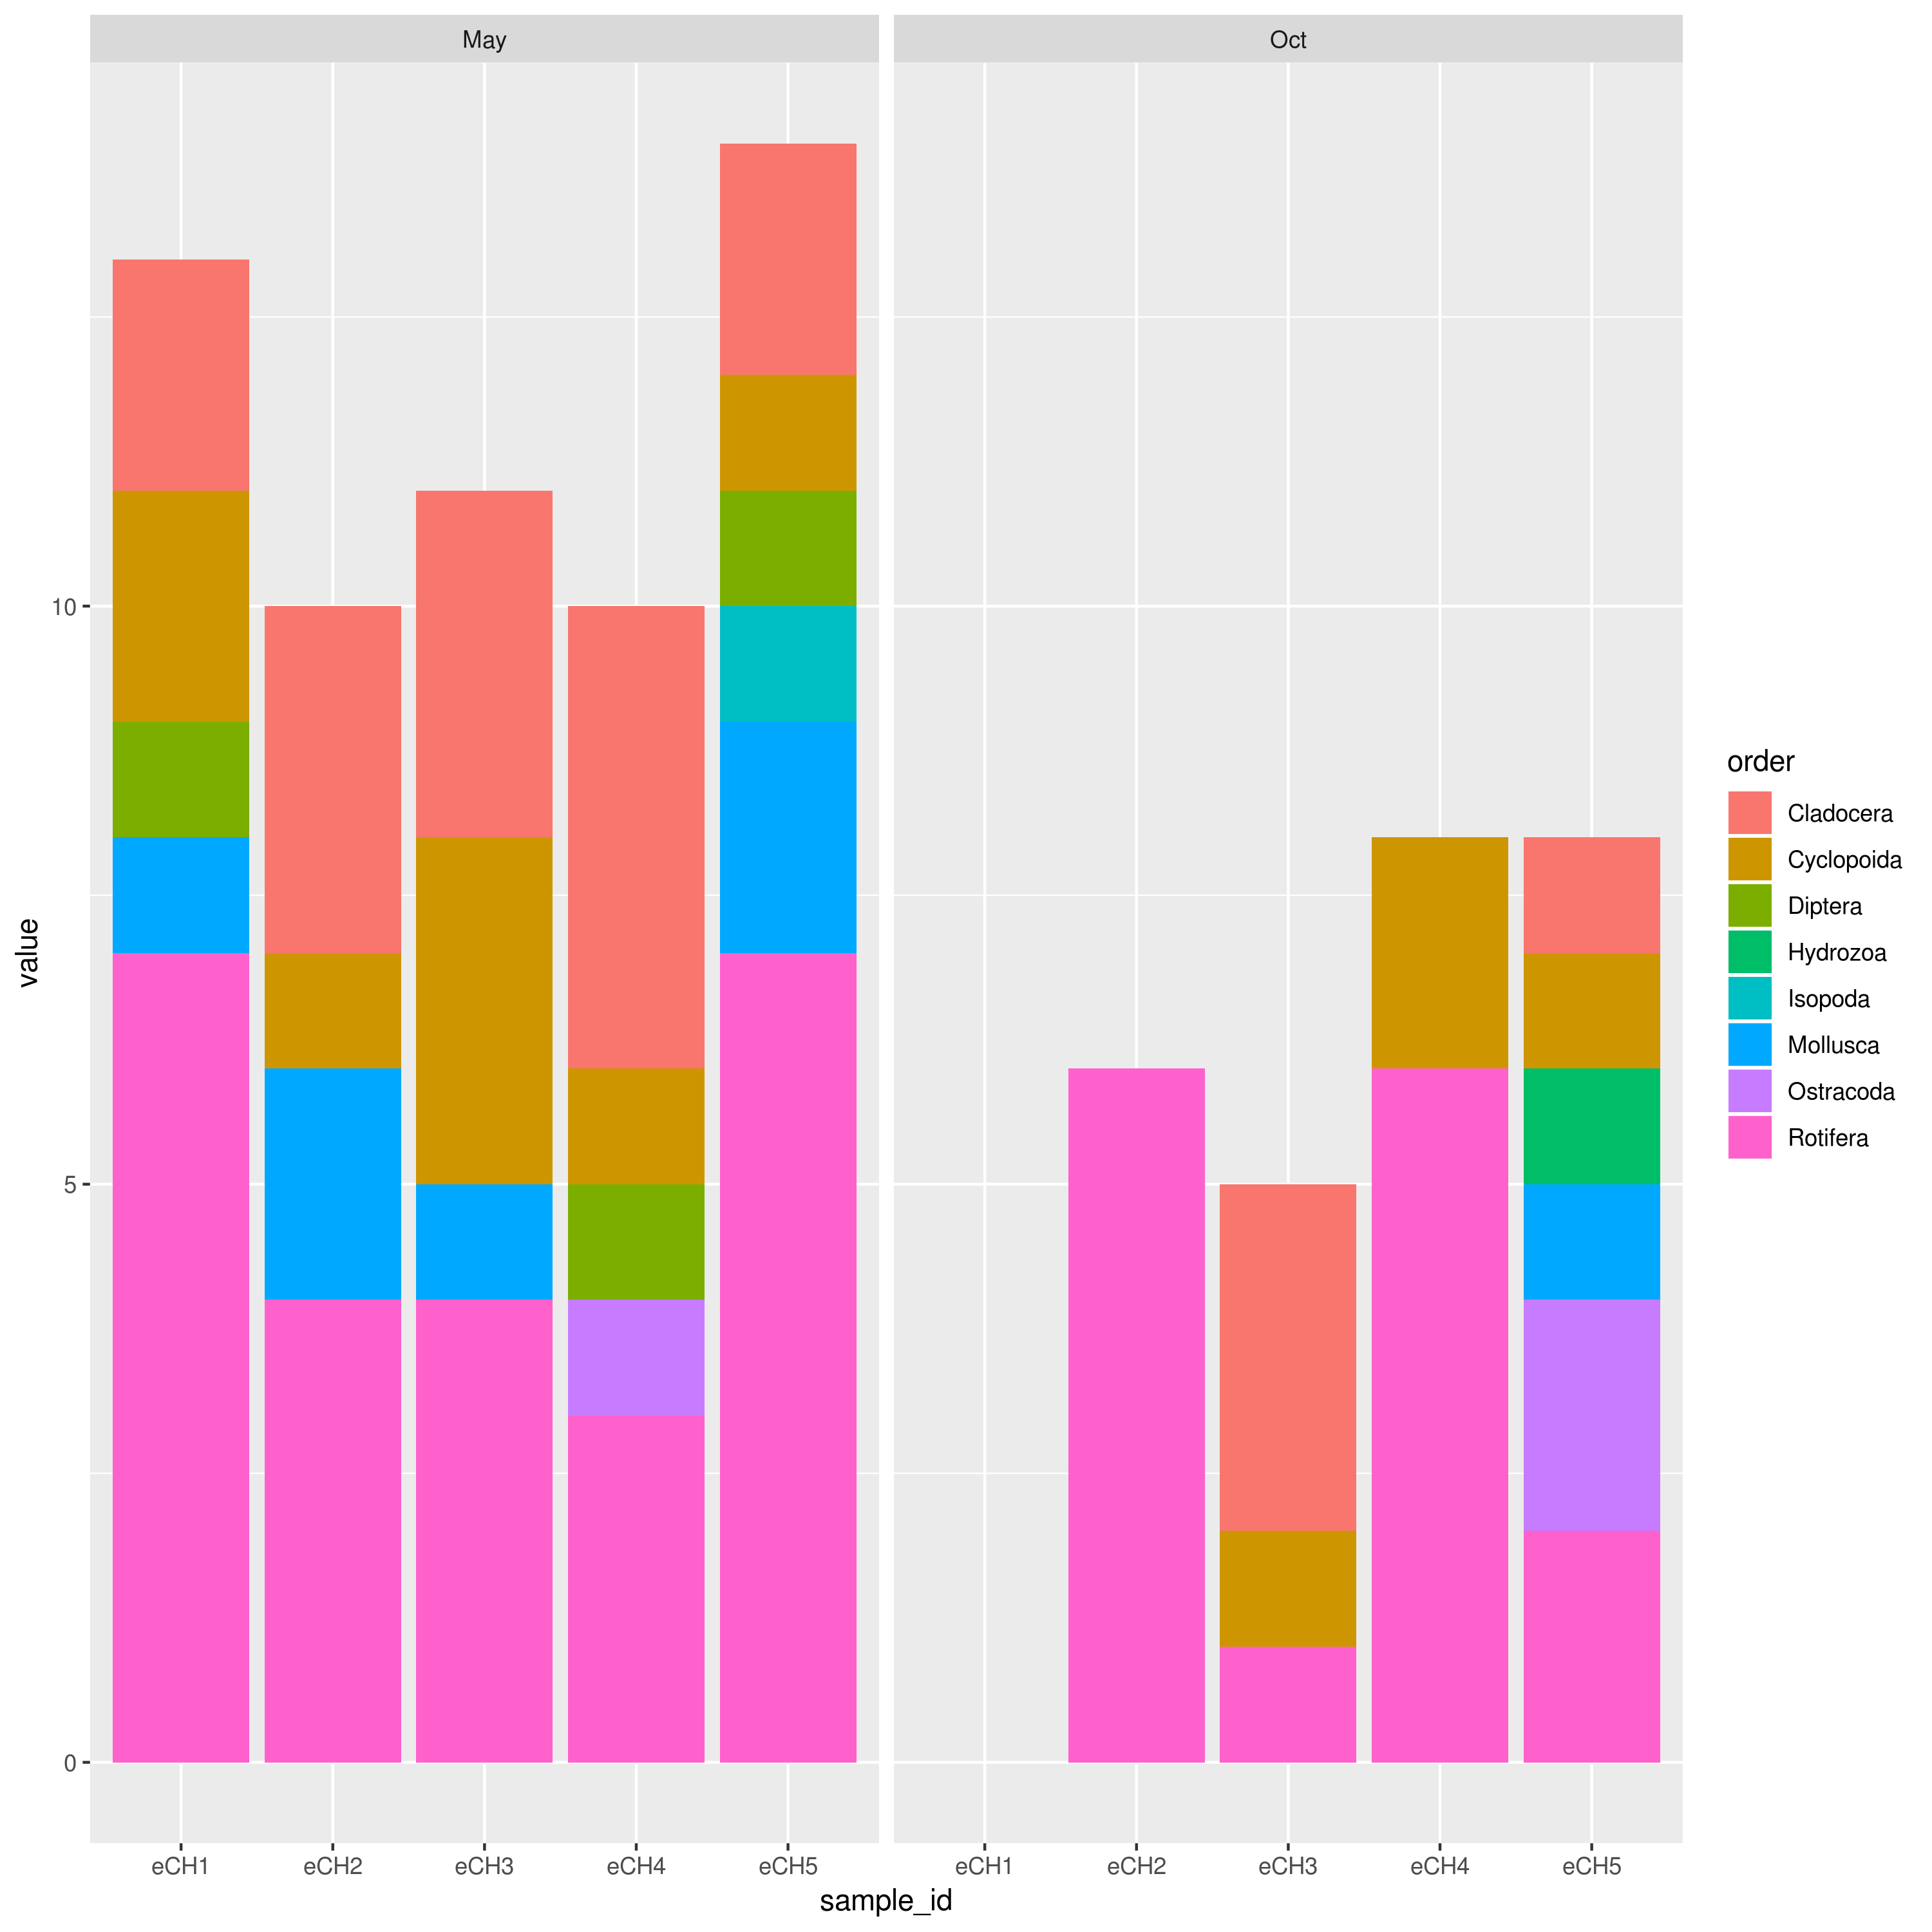 May
Oct
value
10
5
0
eCH1
eCH2
eCH3
eCH4
eCH5
eCH1
eCH2
eCH3
eCH4
eCH5
sample_id
order
Cladocera
Cyclopoida
Diptera
Hydrozoa
Isopoda
Mollusca
Ostracoda
Rotifera